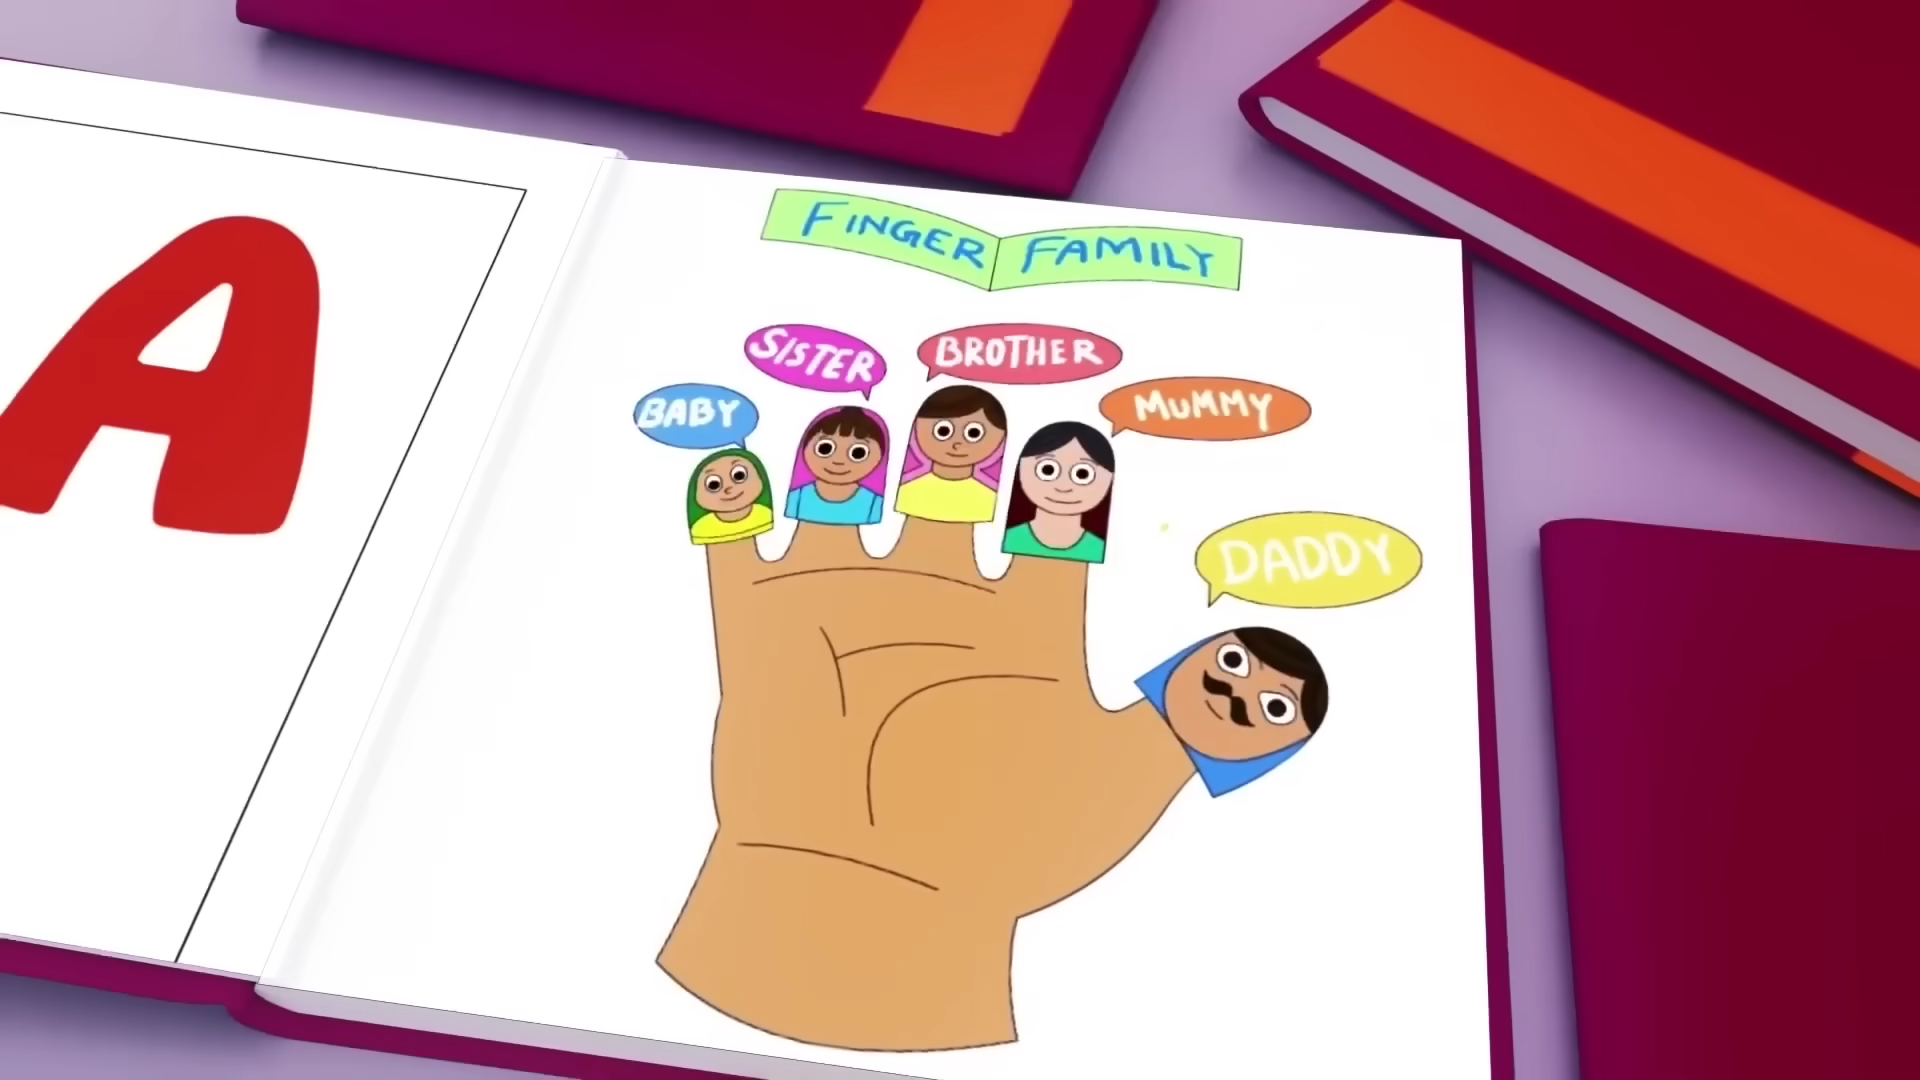 A
FINGER FAMILY
SISTER
BROTHER
BABY
MUMMY
DADDY